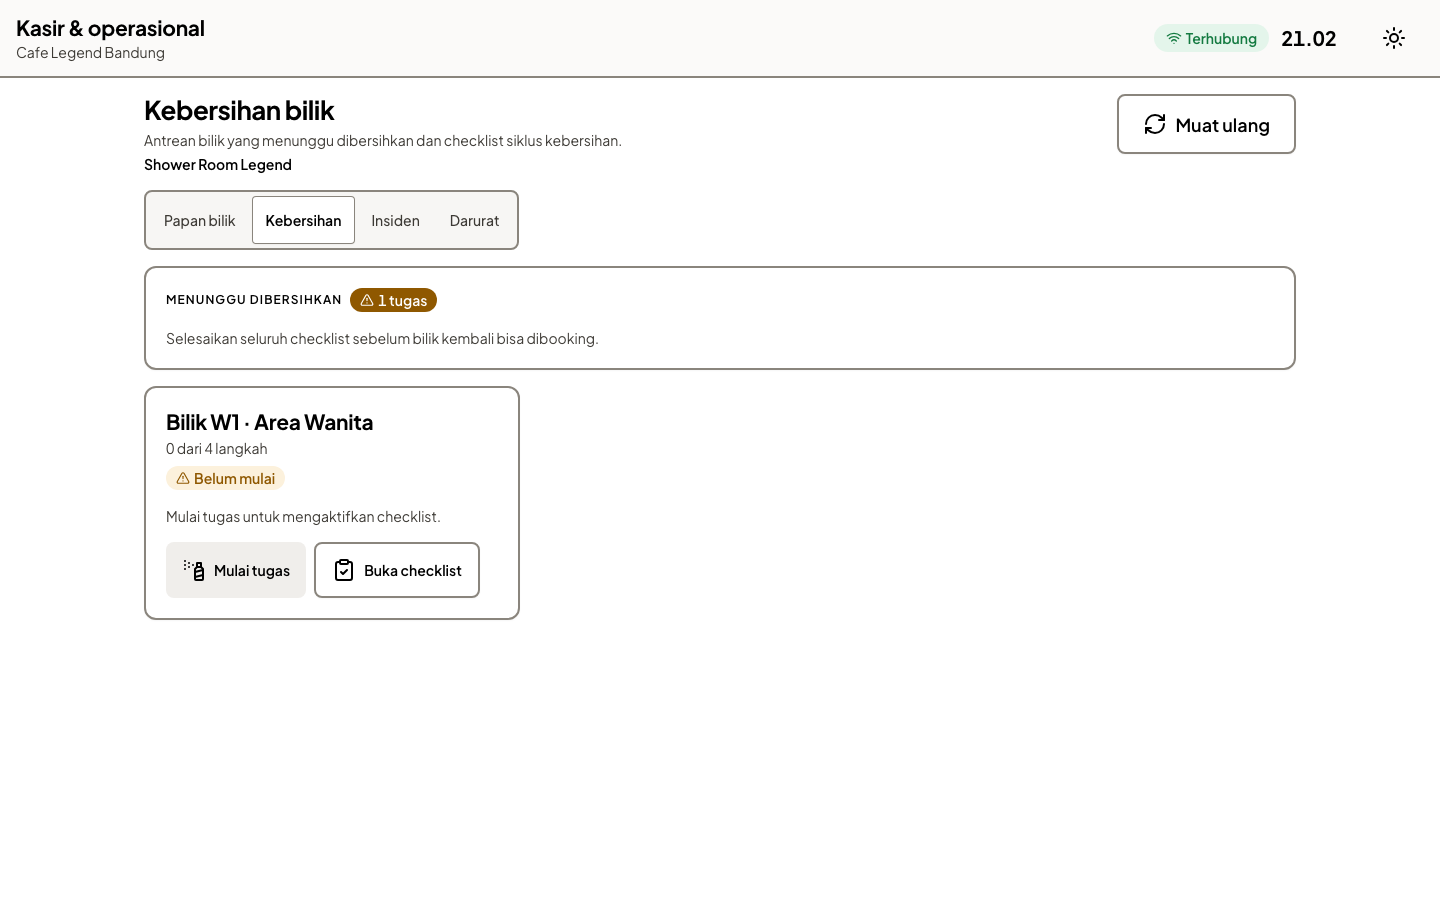 Kasir & operasional
Cafe Legend Bandung
Terhubung
21.02
Kebersihan bilik
Antrean bilik yang menunggu dibersihkan dan checklist siklus kebersihan.
Shower Room Legend
Muat ulang
Papan bilik
Kebersihan
Insiden
Darurat
MENUNGGU DIBERSIHKAN
1 tugas
Selesaikan seluruh checklist sebelum bilik kembali bisa dibooking.
Bilik W1 · Area Wanita
0 dari 4 langkah
Belum mulai
Mulai tugas untuk mengaktifkan checklist.
Mulai tugas
Buka checklist